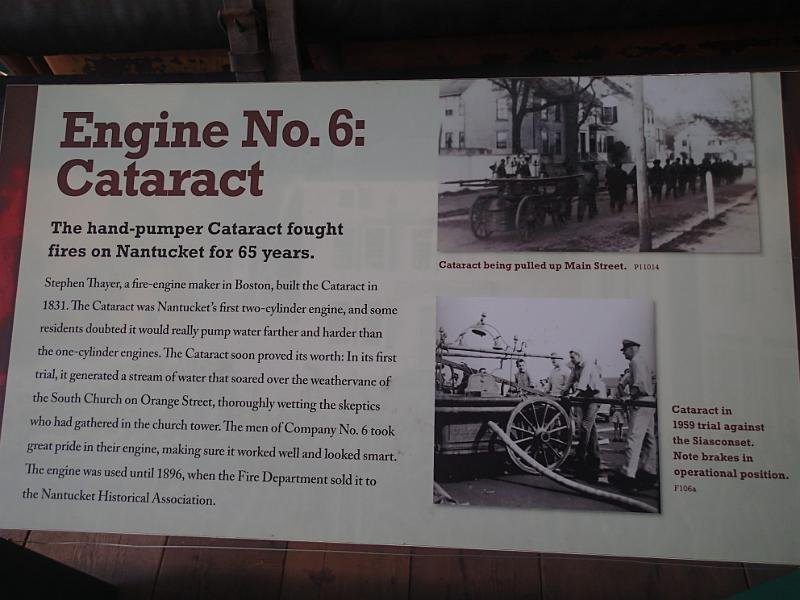 Engine No. 6:
Cataract
The hand-pumper Cataract fought
fires on Nantucket for 65 years.
Stephen Thayer, a fire-engine maker in Boston, built the Cataract in
1831. The Cataract was Nantucket's first two-cylinder engine, and some
residents doubted it would really pump water farther and harder than
the one-cylinder engines. The Cataract soon proved its worth: In its first
trial, it generated a stream of water that soared over the weathervane of
the South Church on Orange Street, thoroughly wetting the skeptics
who had gathered in the church tower. The men of Company No. 6 took
great pride in their engine, making sure it worked well and looked smart.
The engine was used until 1896, when the Fire Department sold it to
the Nantucket Historical Association.
Cataract being pulled up Main Street. P11014
Cataract in
1959 trial against
the Siasconset.
Note brakes in
operational position.
F106a